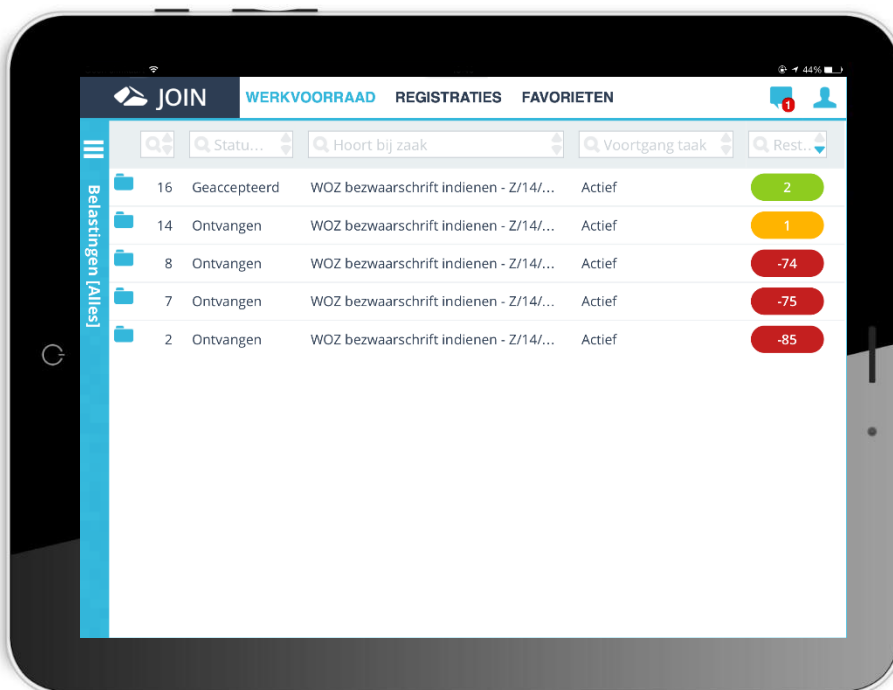 44%
JOIN WERKVOORRAAD REGISTRATIES FAVORIETEN 1
Statu... Hoort bij zaak Voortgang taak Rest..
Belastingen [Alles]
16 Geaccepteerd WOZ bezwaarschrift indienen - Z/14/... Actief 2
14 Ontvangen WOZ bezwaarschrift indienen - Z/14/... Actief 1
8 Ontvangen WOZ bezwaarschrift indienen - Z/14/... Actief -74
7 Ontvangen WOZ bezwaarschrift indienen - Z/14/... Actief -75
2 Ontvangen WOZ bezwaarschrift indienen - Z/14/... Actief -85